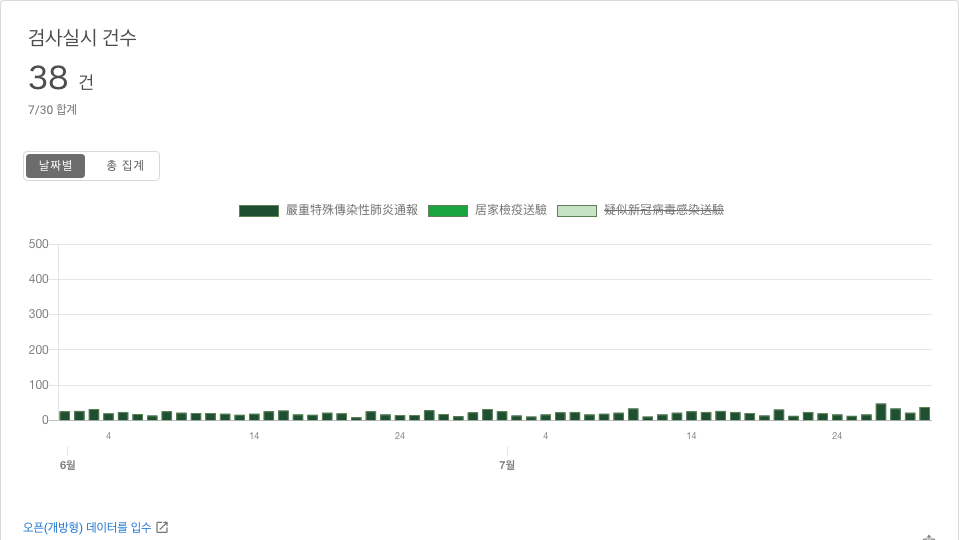 검사실시 건수
38 건
7/30 합계
날짜별 총 집계
嚴重特殊傳染性肺炎通報 居家檢疫送驗 疑似新冠病毒感染送驗
500
400
300
200
100
0
4 14 24 4 14 24
6월 7월
오픈(개방형) 데이터를 입수